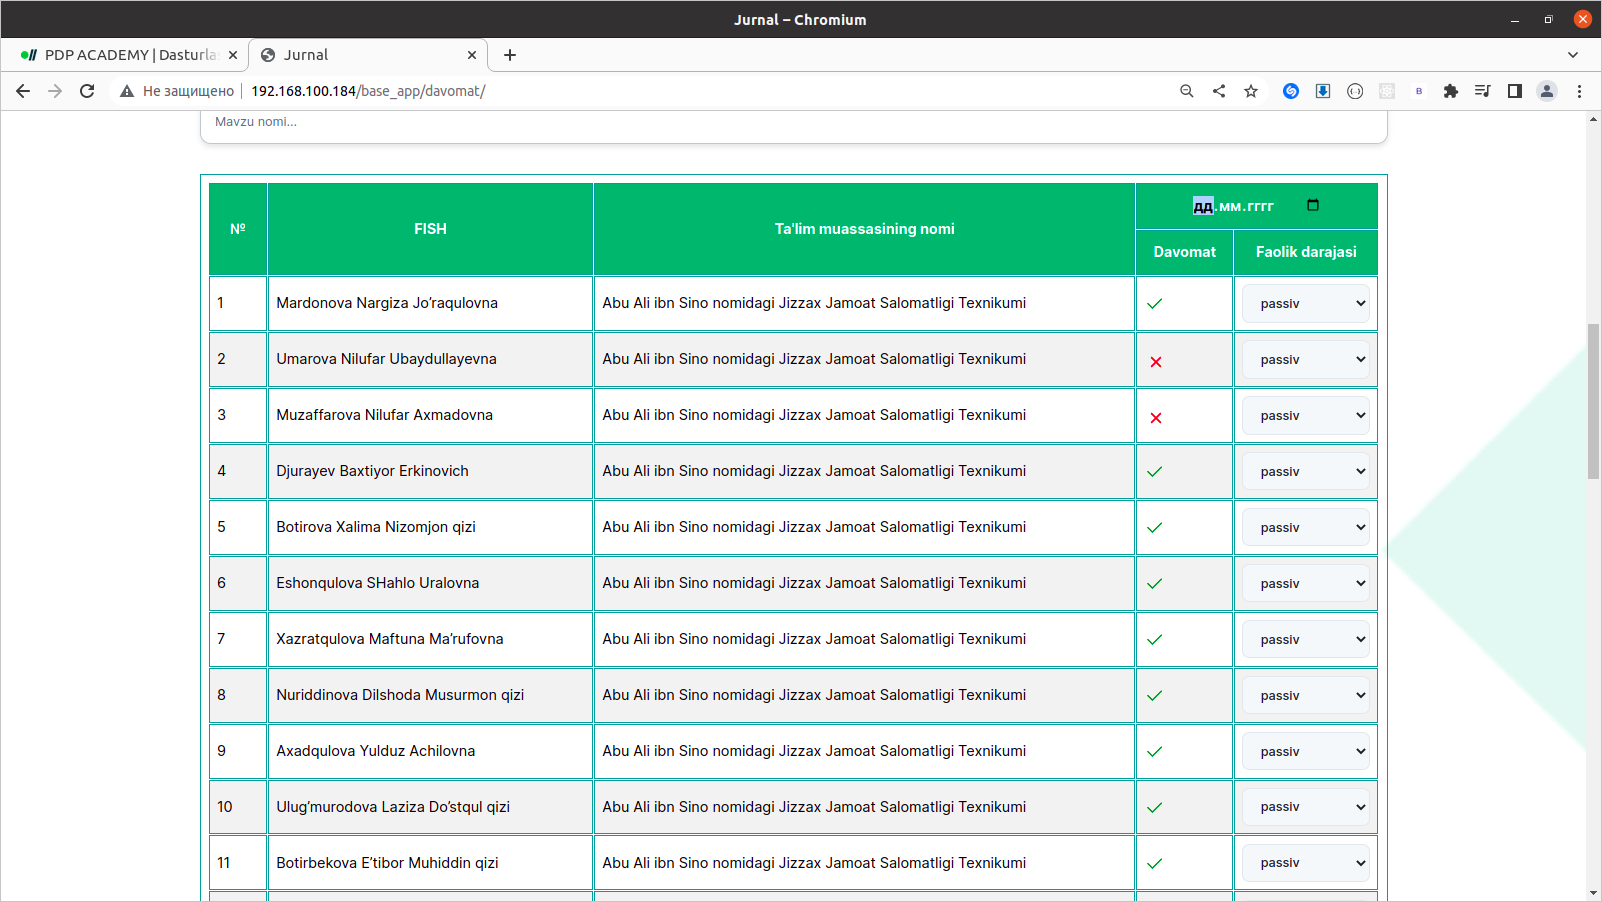 Jurnal – Chromium
PDP ACADEMY | Dasturla
Jurnal
Не защищено
192.168.100.184/base_app/davomat/
Mavzu nomi...
№
FISH
Ta'lim muassasining nomi
дд.мм.гггг
Davomat
Faolik darajasi
1 Mardonova Nargiza Jo‘raqulovna Abu Ali ibn Sino nomidagi Jizzax Jamoat Salomatligi Texnikumi passiv
2 Umarova Nilufar Ubaydullayevna Abu Ali ibn Sino nomidagi Jizzax Jamoat Salomatligi Texnikumi passiv
3 Muzaffarova Nilufar Axmadovna Abu Ali ibn Sino nomidagi Jizzax Jamoat Salomatligi Texnikumi passiv
4 Djurayev Baxtiyor Erkinovich Abu Ali ibn Sino nomidagi Jizzax Jamoat Salomatligi Texnikumi passiv
5 Botirova Xalima Nizomjon qizi Abu Ali ibn Sino nomidagi Jizzax Jamoat Salomatligi Texnikumi passiv
6 Eshonqulova SHahlo Uralovna Abu Ali ibn Sino nomidagi Jizzax Jamoat Salomatligi Texnikumi passiv
7 Xazratqulova Maftuna Ma’rufovna Abu Ali ibn Sino nomidagi Jizzax Jamoat Salomatligi Texnikumi passiv
8 Nuriddinova Dilshoda Musurmon qizi Abu Ali ibn Sino nomidagi Jizzax Jamoat Salomatligi Texnikumi passiv
9 Axadqulova Yulduz Achilovna Abu Ali ibn Sino nomidagi Jizzax Jamoat Salomatligi Texnikumi passiv
10 Ulug‘murodova Laziza Do‘stqul qizi Abu Ali ibn Sino nomidagi Jizzax Jamoat Salomatligi Texnikumi passiv
11 Botirbekova E’tibor Muhiddin qizi Abu Ali ibn Sino nomidagi Jizzax Jamoat Salomatligi Texnikumi passiv